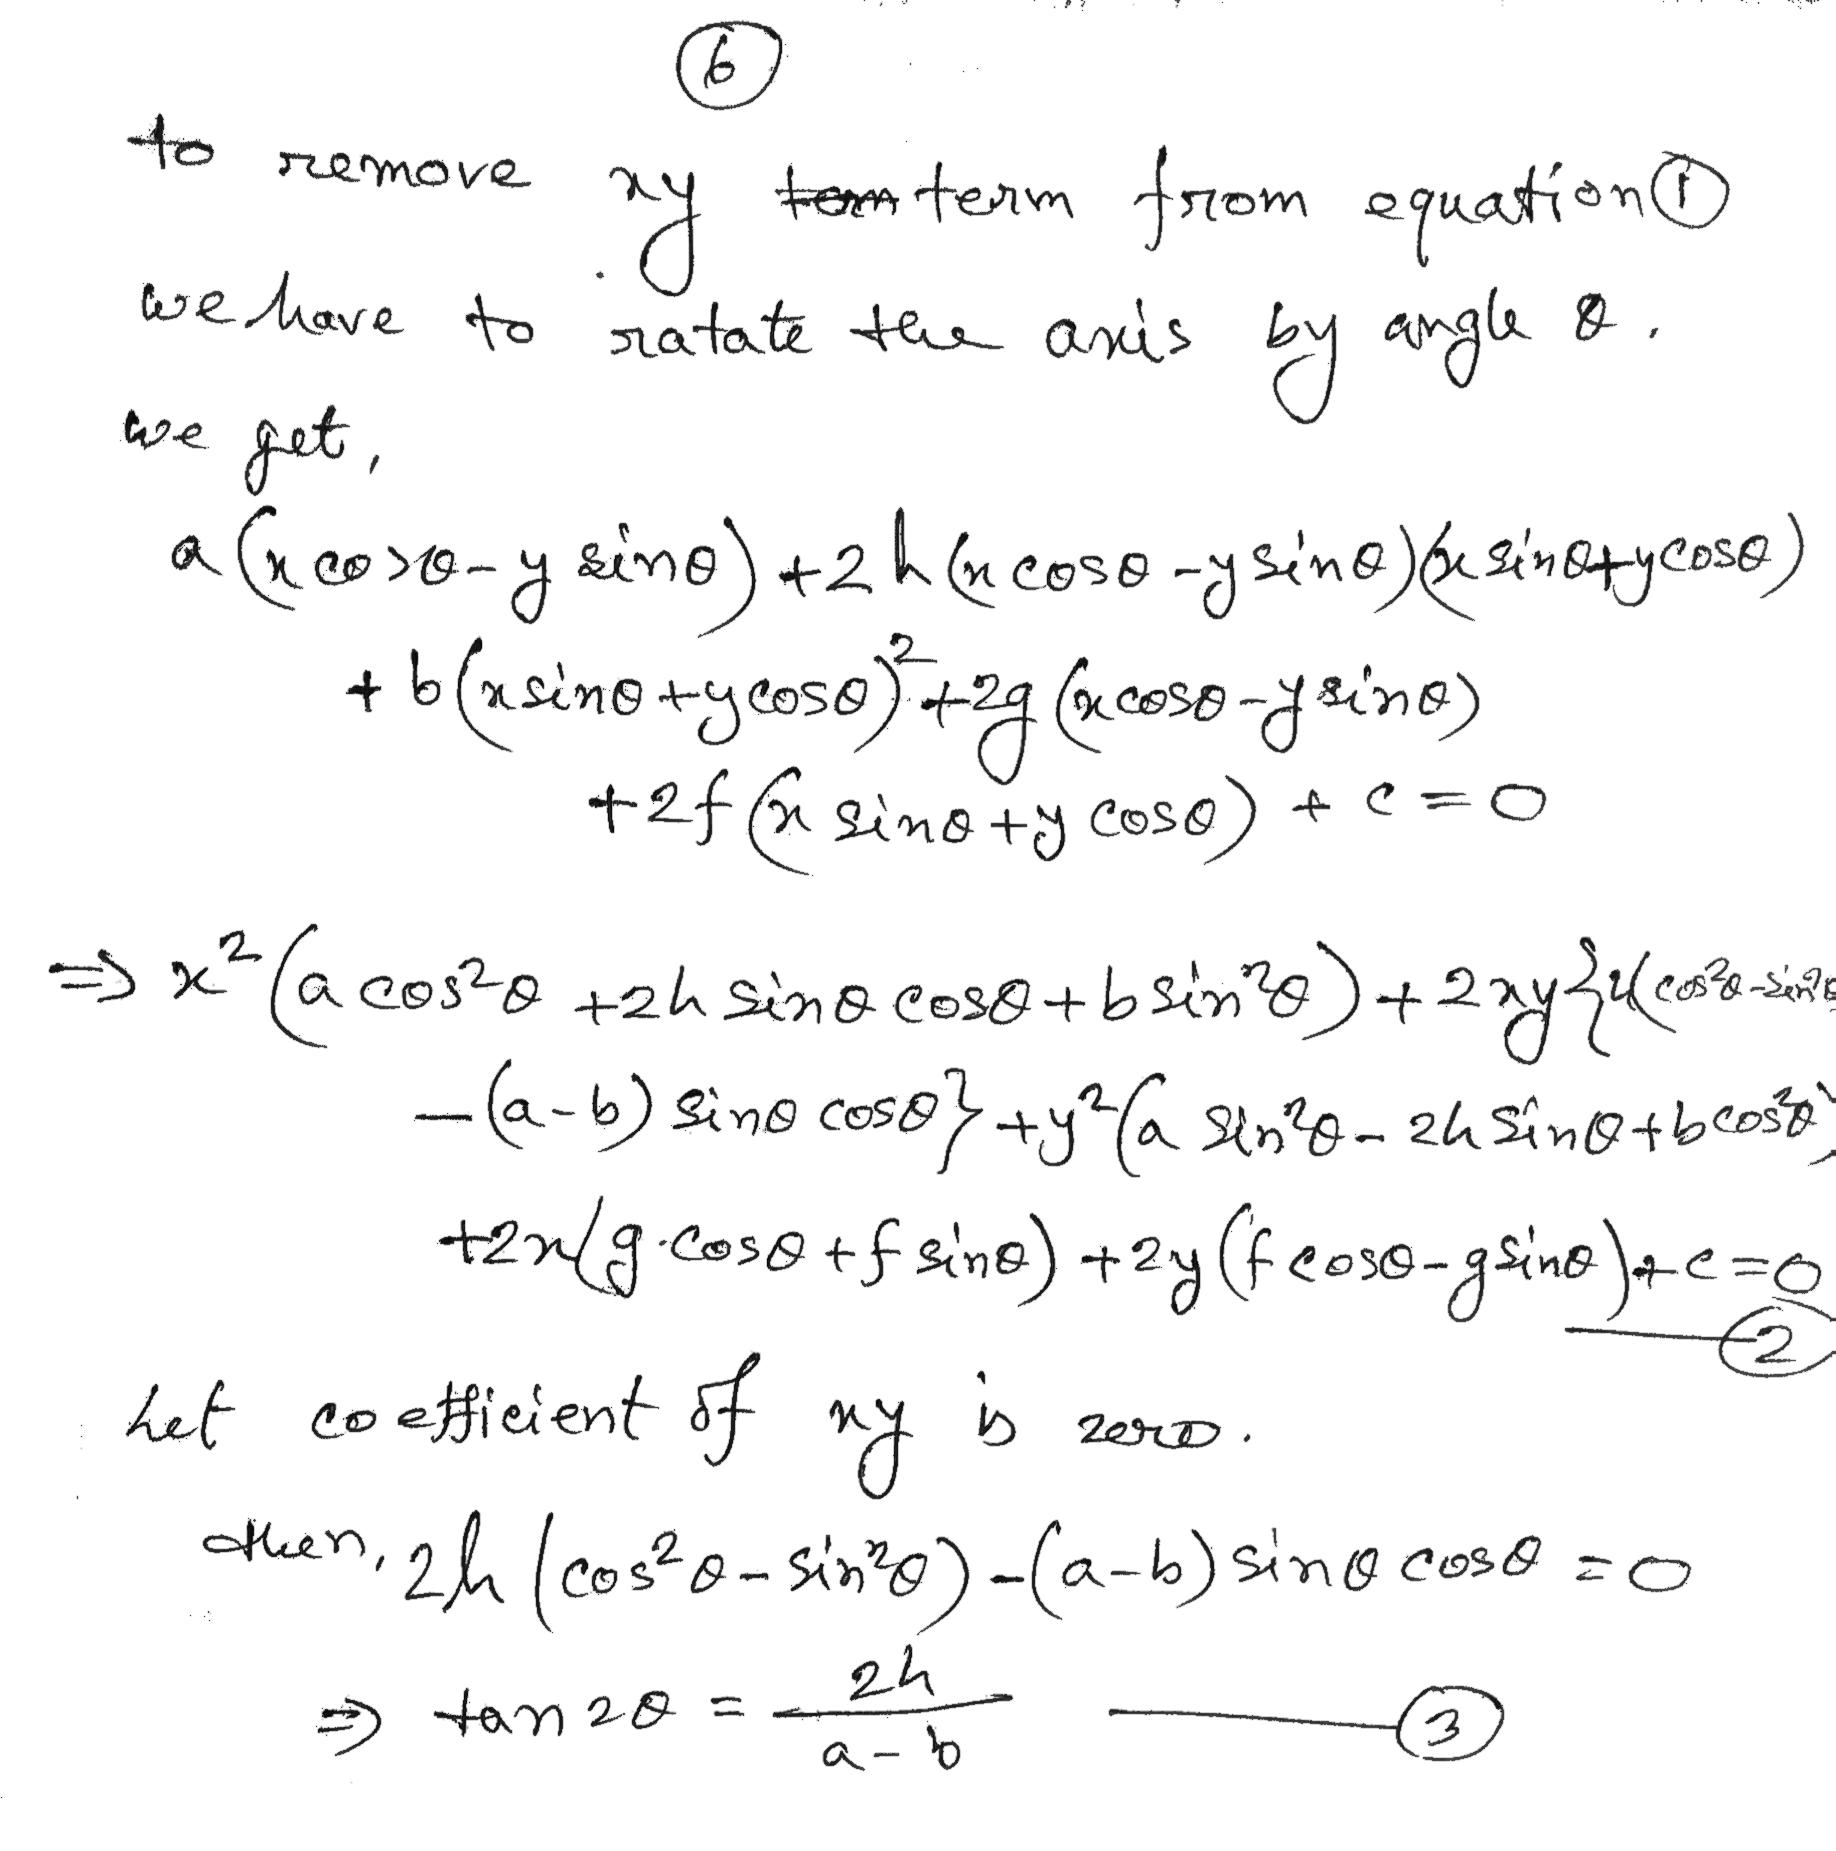 6
to remove xy term from equation ①
we have to ratate the axis by angle θ.
we get,
a(x cosθ - y sinθ) + 2h(x cosθ - y sinθ)(x sinθ + y cosθ)
+ b(x sinθ + y cosθ)² + 2g(x cosθ - y sinθ)
+ 2f(x sinθ + y cosθ) + c = 0
⇒ x²(a cos²θ + 2h sinθ cosθ + b sin²θ) + 2xy{h(cos²θ - sin²θ
- (a-b) sinθ cosθ} + y²(a sin²θ - 2h sinθ + b cos²θ)
+ 2x(g·cosθ + f sinθ) + 2y(f cosθ - g sinθ) + c = 0
②
Let coefficient of xy is zero.
then, 2h(cos²θ - sin²θ) - (a-b) sinθ cosθ = 0
⇒ tan 2θ = 2h / a-b ③